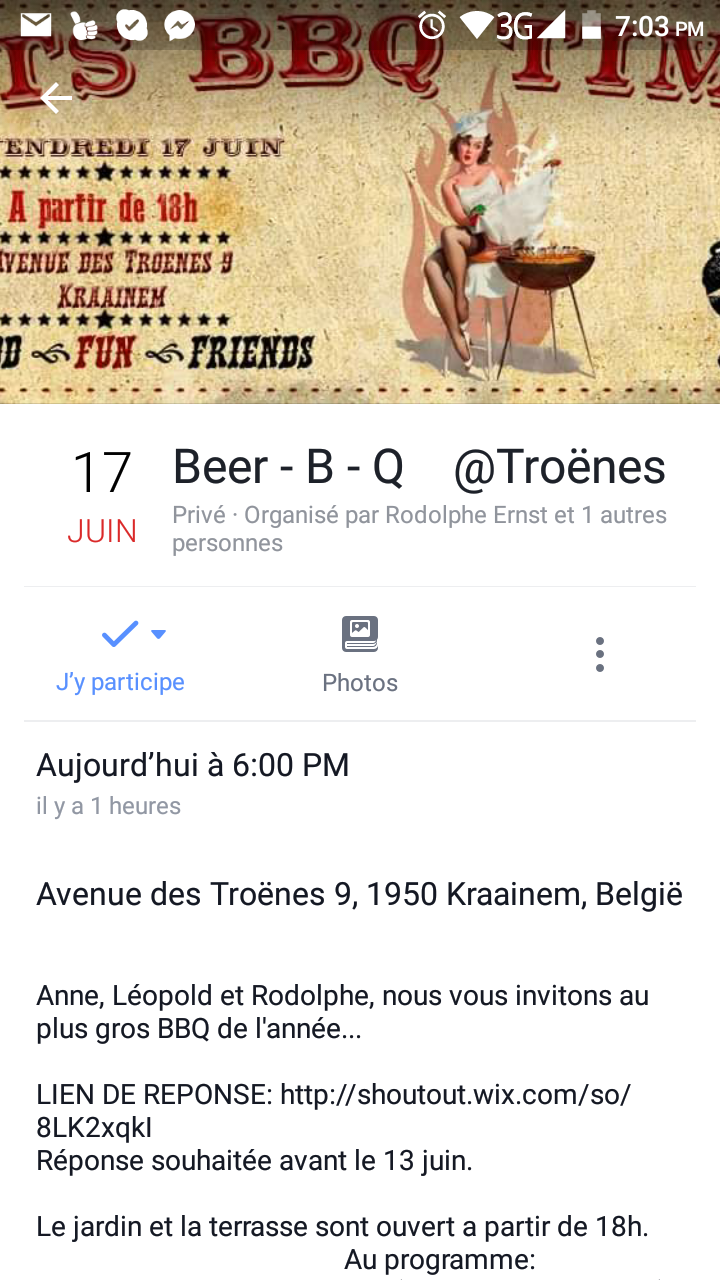 3G 7:03 PM
TS BBQ TIM
ENDREDI 17 JUIN
A partir de 18h
AVENUE DES TROENES 9
KRAAINEM
FUN FRIENDS
17
JUIN
Beer - B - Q @Troënes
Privé · Organisé par Rodolphe Ernst et 1 autres
personnes
J'y participe
Photos
Aujourd'hui à 6:00 PM
il y a 1 heures
Avenue des Troënes 9, 1950 Kraainem, België
Anne, Léopold et Rodolphe, nous vous invitons au
plus gros BBQ de l'année...
LIEN DE REPONSE: http://shoutout.wix.com/so/
8LK2xqkI
Réponse souhaitée avant le 13 juin.
Le jardin et la terrasse sont ouvert a partir de 18h.
Au programme: